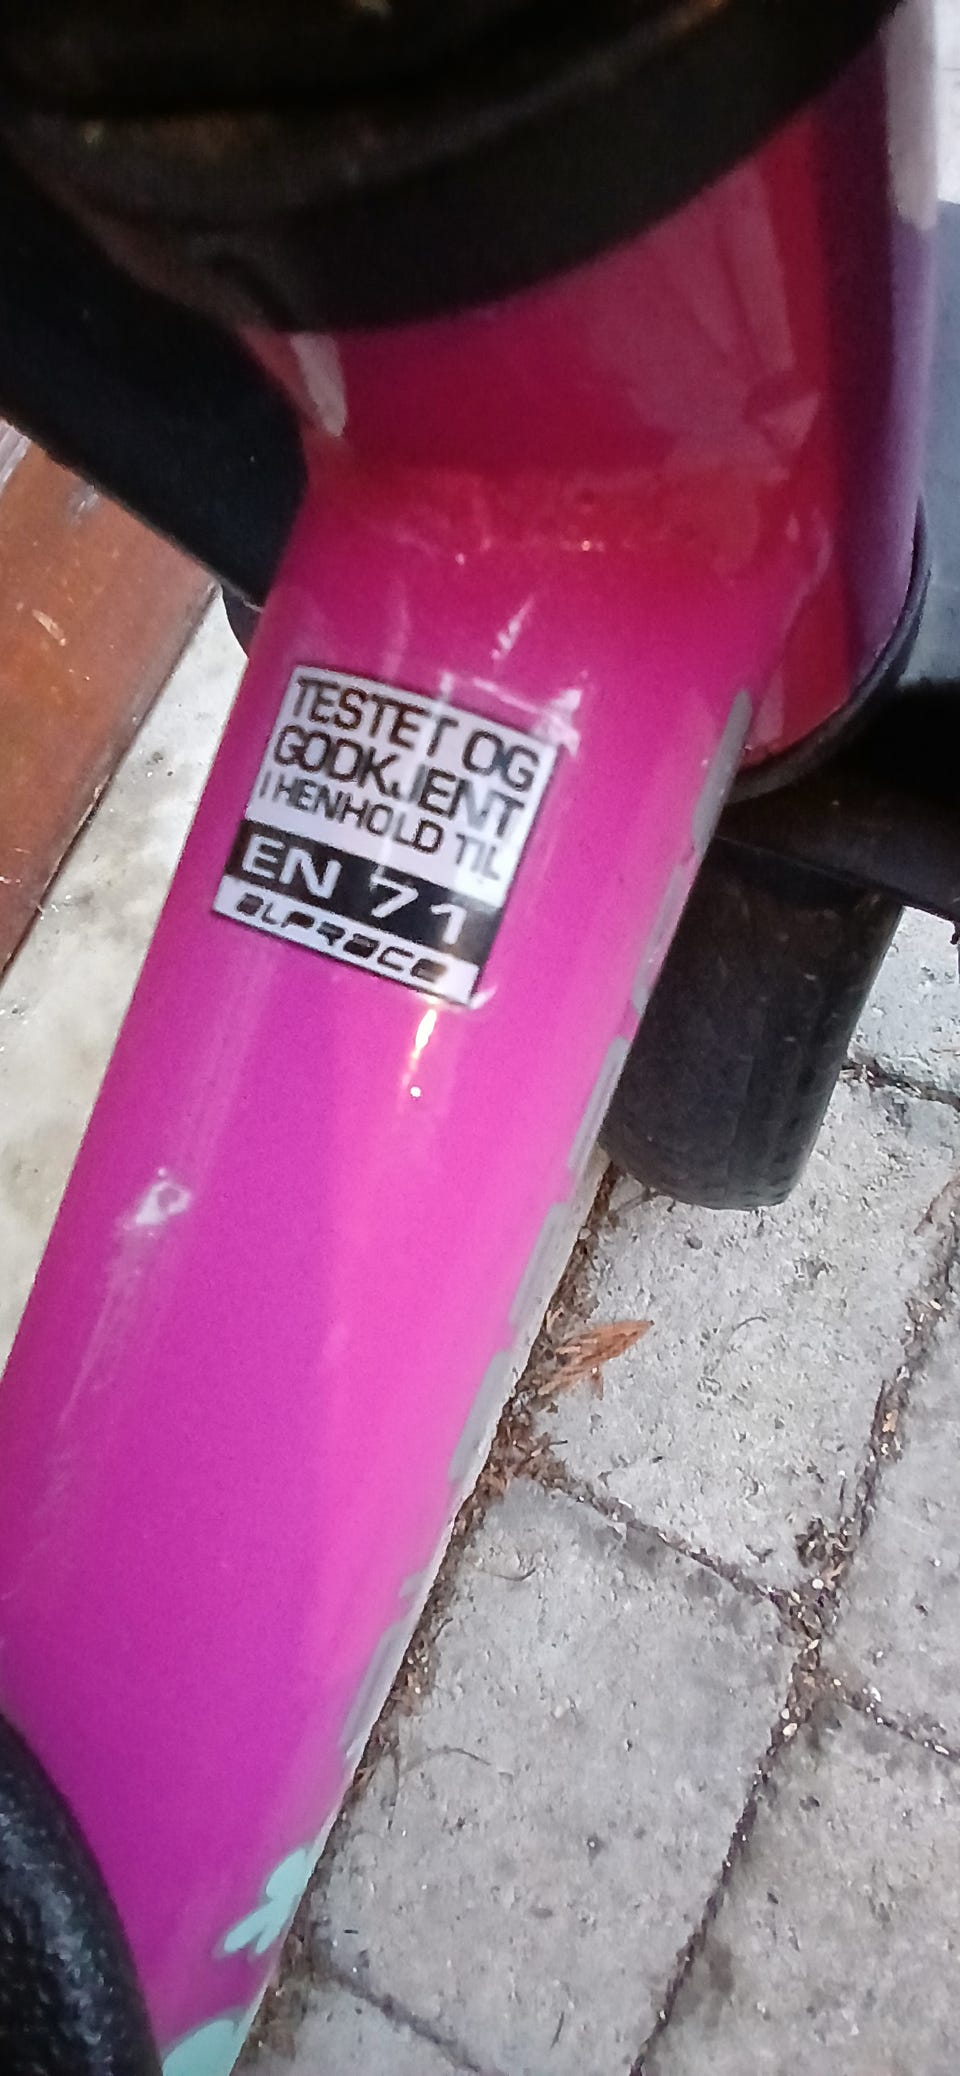 TESTET OG
GODKJENT
I HENHOLD TIL
EN 71
ALPRACE